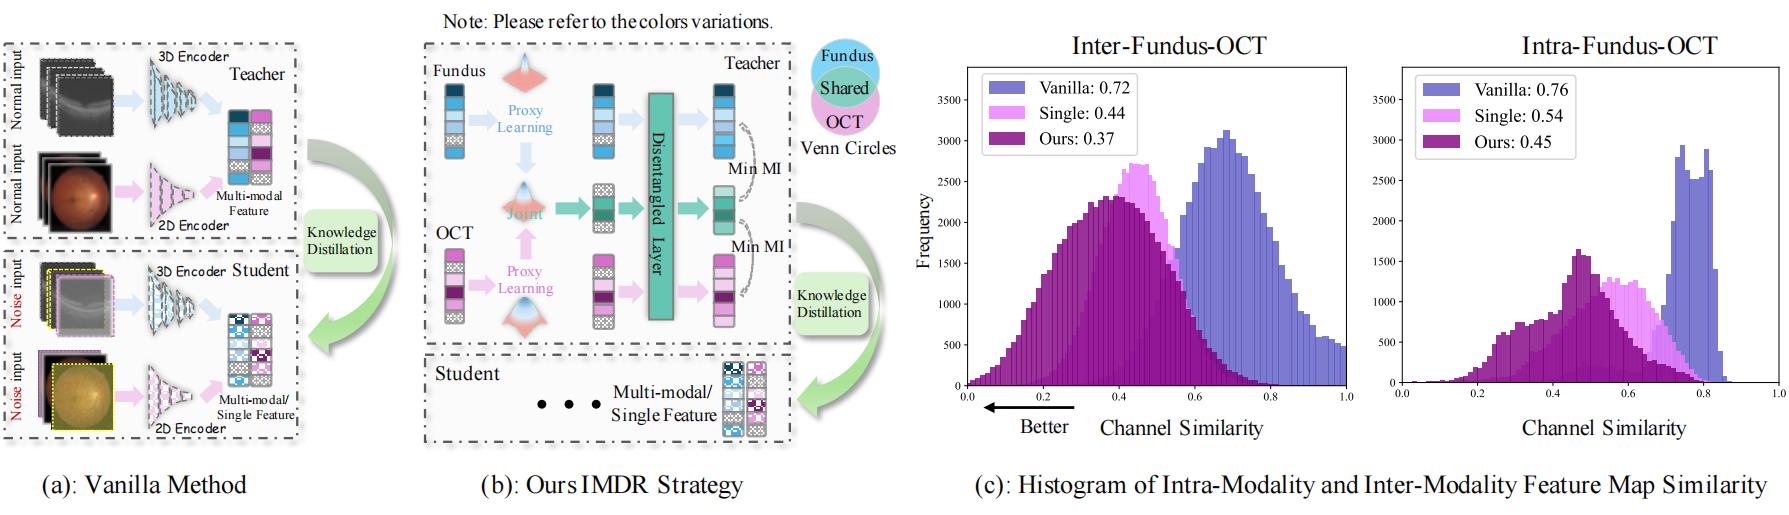 Note: Please refer to the colors variations.
Normal input
Normal input
3D Encoder
Teacher
Multi-modal
Feature
2D Encoder
Knowledge
Distillation
Noise input
Noise input
3D Encoder
Student
Multi-modal/
Single Feature
2D Encoder
(a): Vanilla Method
Fundus
Teacher
Proxy
Learning
Joint
OCT
Proxy
Learning
Disentangled Layer
Min MI
Min MI
Fundus
Shared
OCT
Venn Circles
Knowledge
Distillation
Student
Multi-modal/
Single Feature
(b): Ours IMDR Strategy
Inter-Fundus-OCT
Vanilla: 0.72
Single: 0.44
Ours: 0.37
Frequency
3500
3000
2500
2000
1500
1000
500
0
0.0 0.2 0.4 0.6 0.8 1.0
Better
Channel Similarity
Intra-Fundus-OCT
Vanilla: 0.76
Single: 0.54
Ours: 0.45
3500
3000
2500
2000
1500
1000
500
0
0.0 0.2 0.4 0.6 0.8 1.0
Channel Similarity
(c): Histogram of Intra-Modality and Inter-Modality Feature Map Similarity